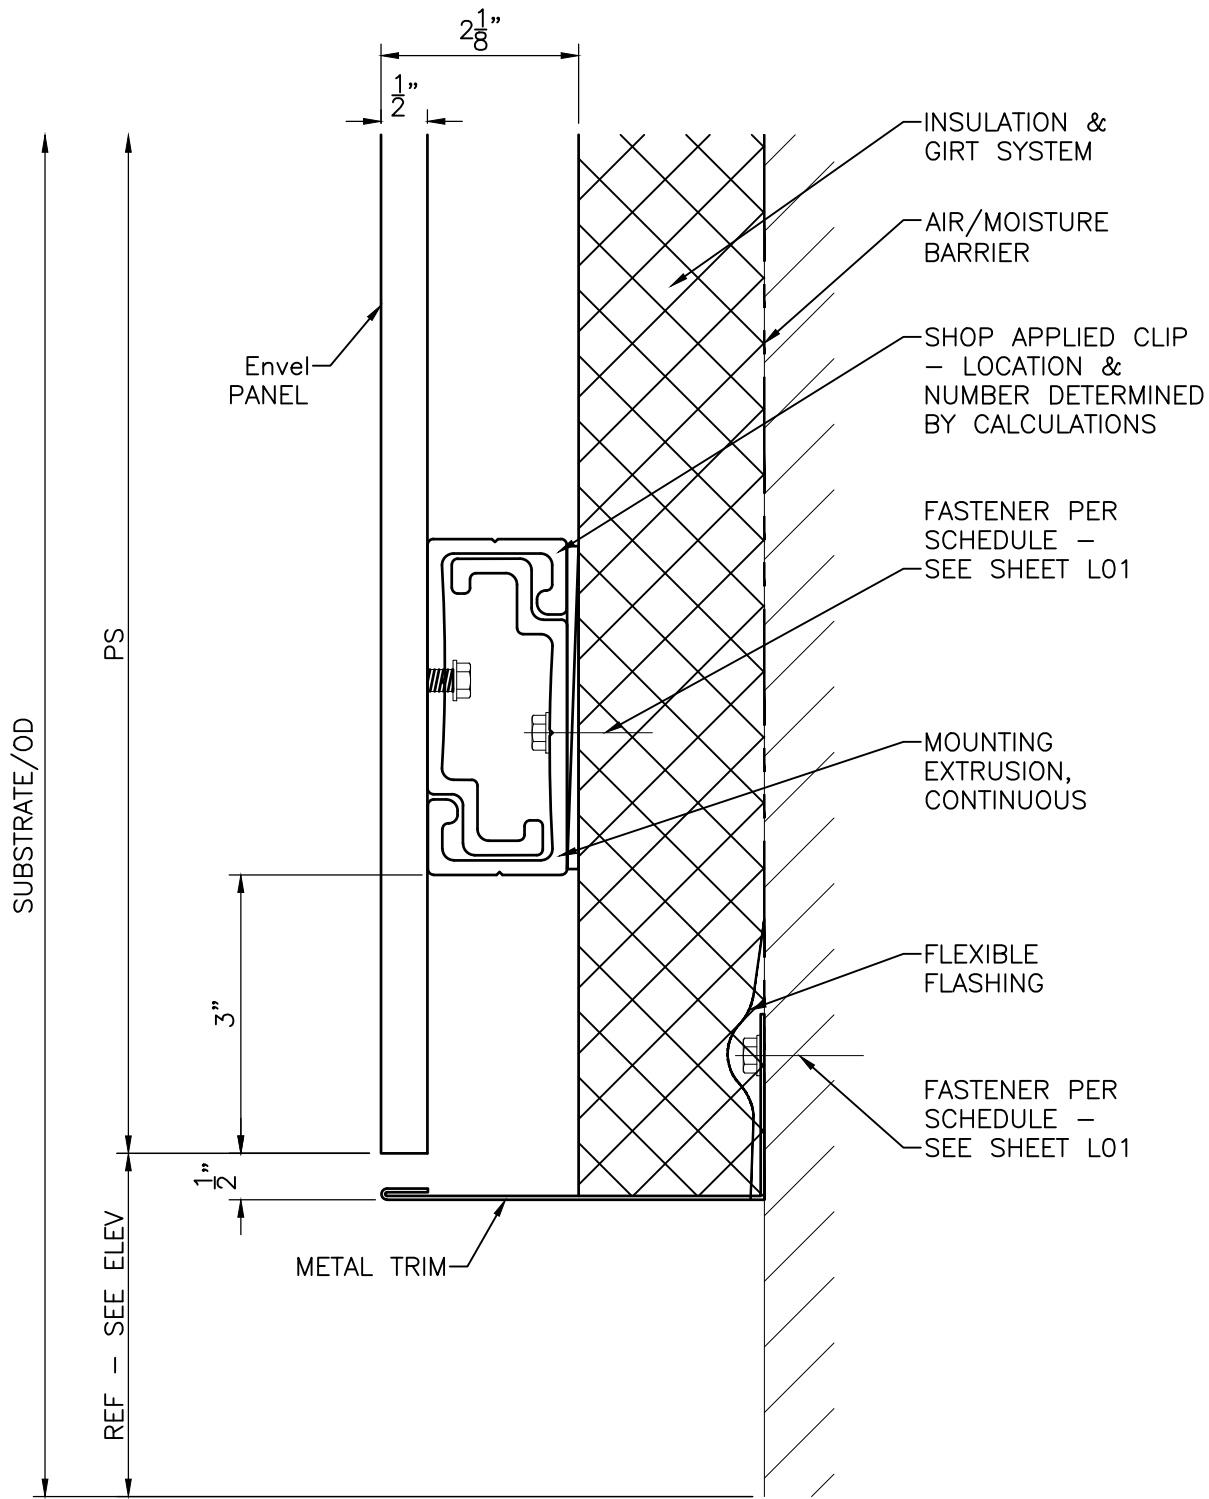 2 1/8"
1/2"
INSULATION &
GIRT SYSTEM
AIR/MOISTURE
BARRIER
SHOP APPLIED CLIP
– LOCATION &
NUMBER DETERMINED
BY CALCULATIONS
Envel
PANEL
FASTENER PER
SCHEDULE –
SEE SHEET L01
PS
SUBSTRATE/OD
MOUNTING
EXTRUSION,
CONTINUOUS
3"
FLEXIBLE
FLASHING
FASTENER PER
SCHEDULE –
SEE SHEET L01
1/2"
METAL TRIM
REF – SEE ELEV